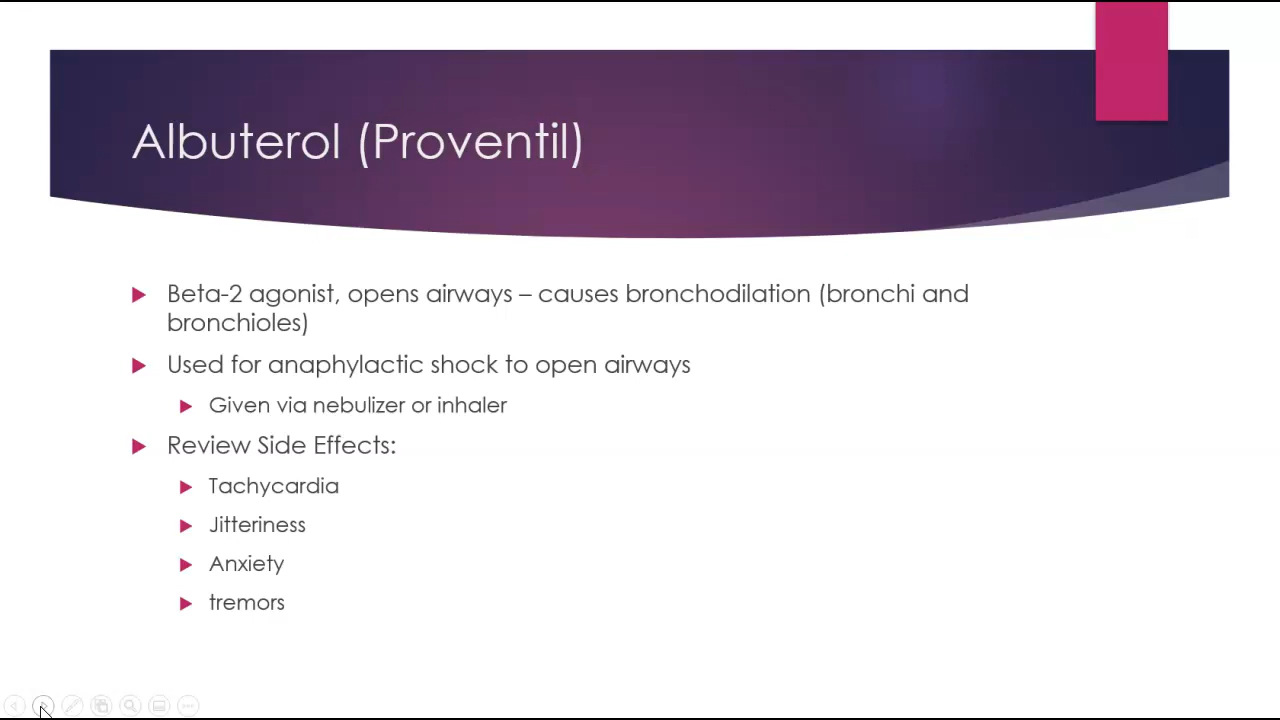 Albuterol (Proventil)
Beta-2 agonist, opens airways – causes bronchodilation (bronchi and
bronchioles)
Used for anaphylactic shock to open airways
Given via nebulizer or inhaler
Review Side Effects:
Tachycardia
Jitteriness
Anxiety
tremors